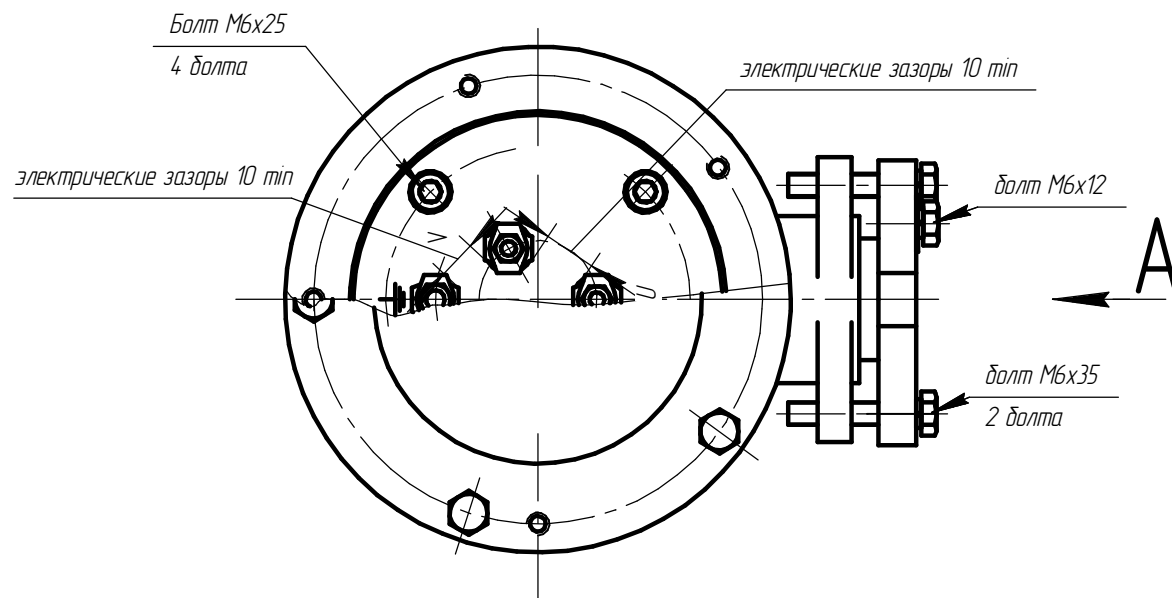 Болт М6х25
4 болта
электрические зазоры 10 min
электрические зазоры 10 min
болт М6х12
А
болт М6х35
2 болта